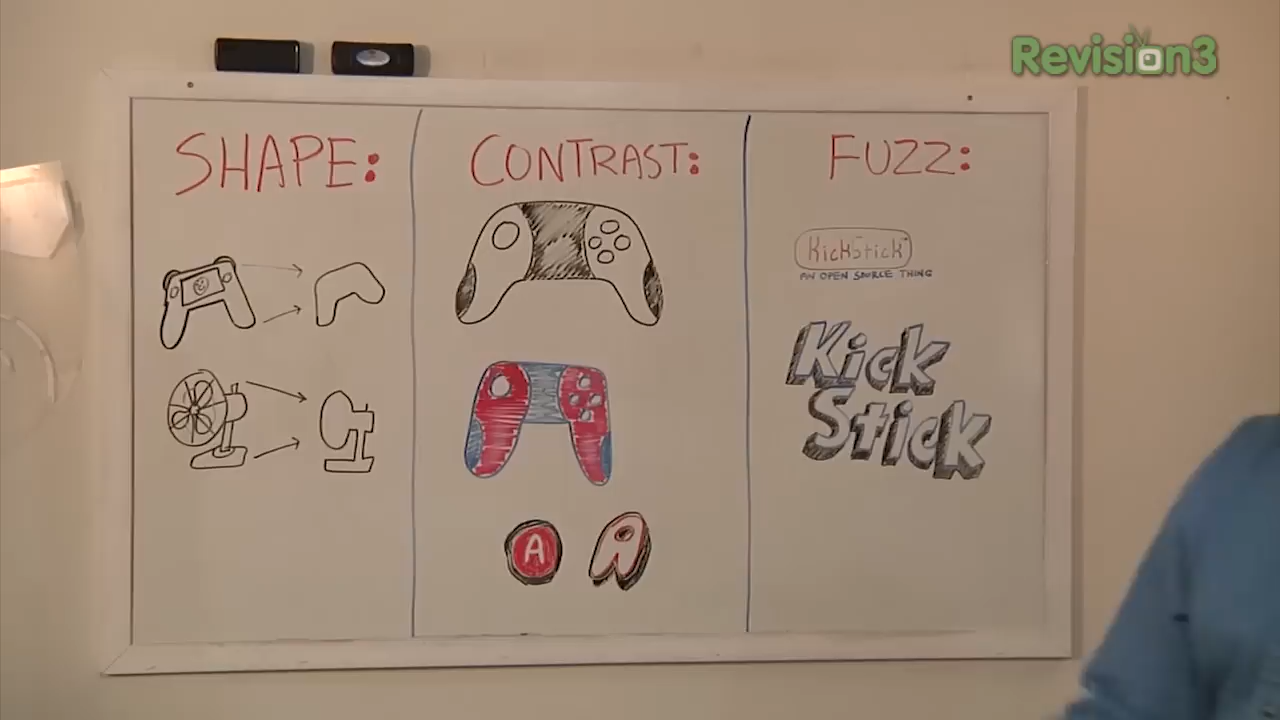 Revision3
SHAPE:
CONTRAST:
A
A
FUZZ:
KickStick
AN OPEN SOURCE THING
Kick
Stick